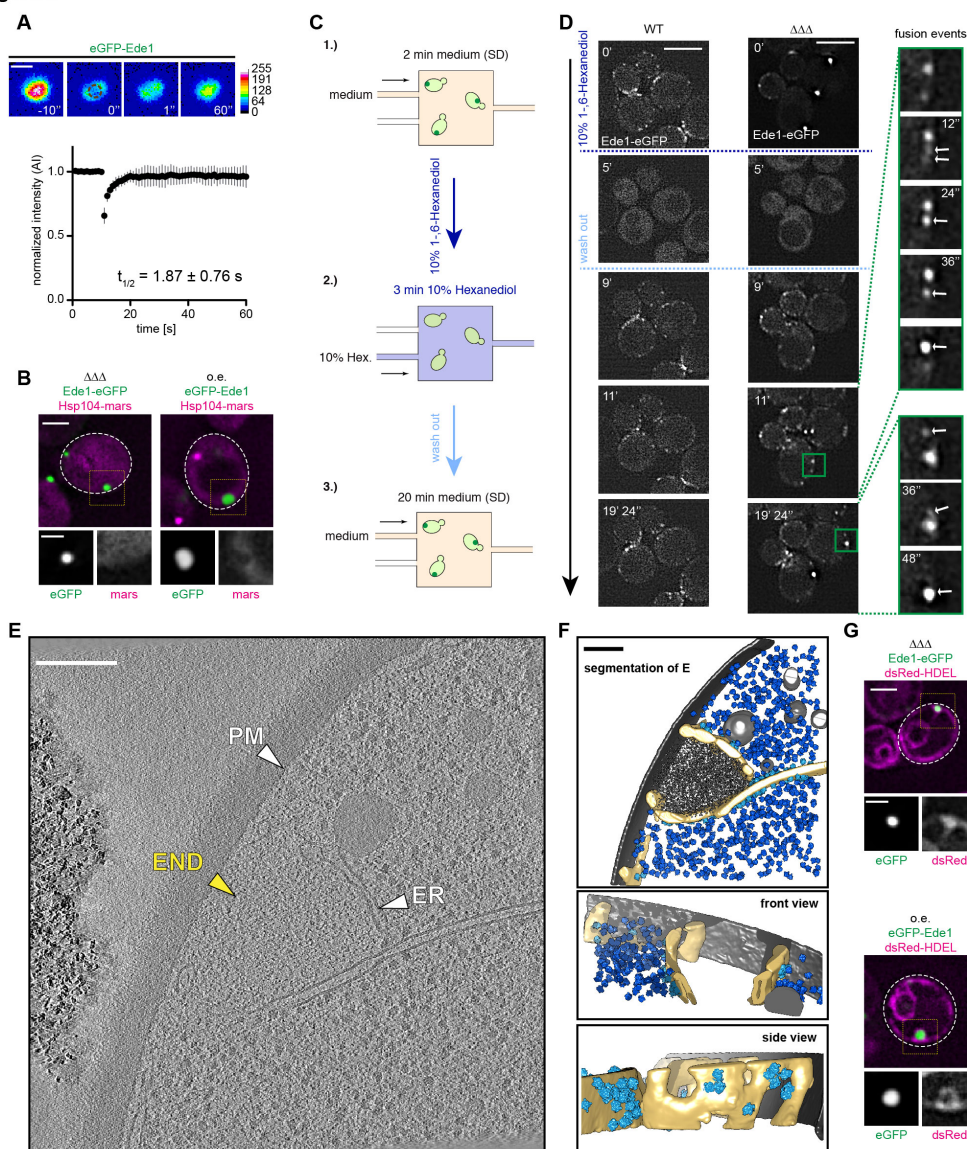 A
eGFP-Ede1
-10"
0"
1"
60"
255
191
128
64
0
normalized intensity (AI)
1.0
0.5
0.0
t1/2 = 1.87 ± 0.76 s
0
20
40
60
time [s]
B
ΔΔΔ
Ede1-eGFP
Hsp104-mars
o.e.
eGFP-Ede1
Hsp104-mars
eGFP
mars
eGFP
mars
C
1.)
2 min medium (SD)
medium
10% 1-,6-Hexanediol
2.)
3 min 10% Hexanediol
10% Hex.
wash out
3.)
20 min medium (SD)
medium
D
WT
ΔΔΔ
fusion events
10% 1-,6-Hexanediol
wash out
0'
Ede1-eGFP
0'
Ede1-eGFP
5'
5'
9'
9'
11'
11'
19' 24"
19' 24"
12"
24"
36"
36"
48"
E
PM
END
ER
F
segmentation of E
front view
side view
G
ΔΔΔ
Ede1-eGFP
dsRed-HDEL
eGFP
dsRed
o.e.
eGFP-Ede1
dsRed-HDEL
eGFP
dsRed